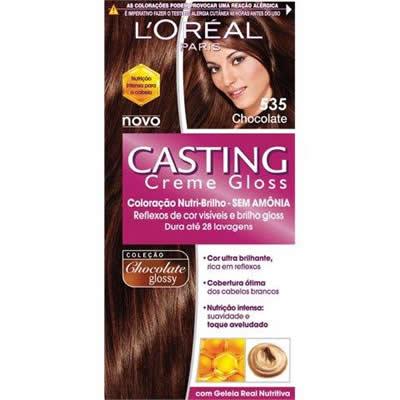 AS COLORAÇÕES PODEM PROVOCAR UMA REAÇÃO ALÉRGICA
É IMPERATIVO FAZER O TESTE DE ALERGIA CUTÂNEA 48 HORAS ANTES DO USO
L'ORÉAL
PARIS
Nutrição
intensa para
o cabelo
novo
535
Chocolate
CASTING
Creme Gloss
Coloração Nutri-Brilho - SEM AMÔNIA
Reflexos de cor visíveis e brilho gloss
Dura até 28 lavagens
COLEÇÃO
Chocolate
glossy
• Cor ultra brilhante,
rica em reflexos
• Cobertura ótima
dos cabelos brancos
• Nutrição intensa:
suavidade e
toque aveludado
com Geleia Real Nutritiva